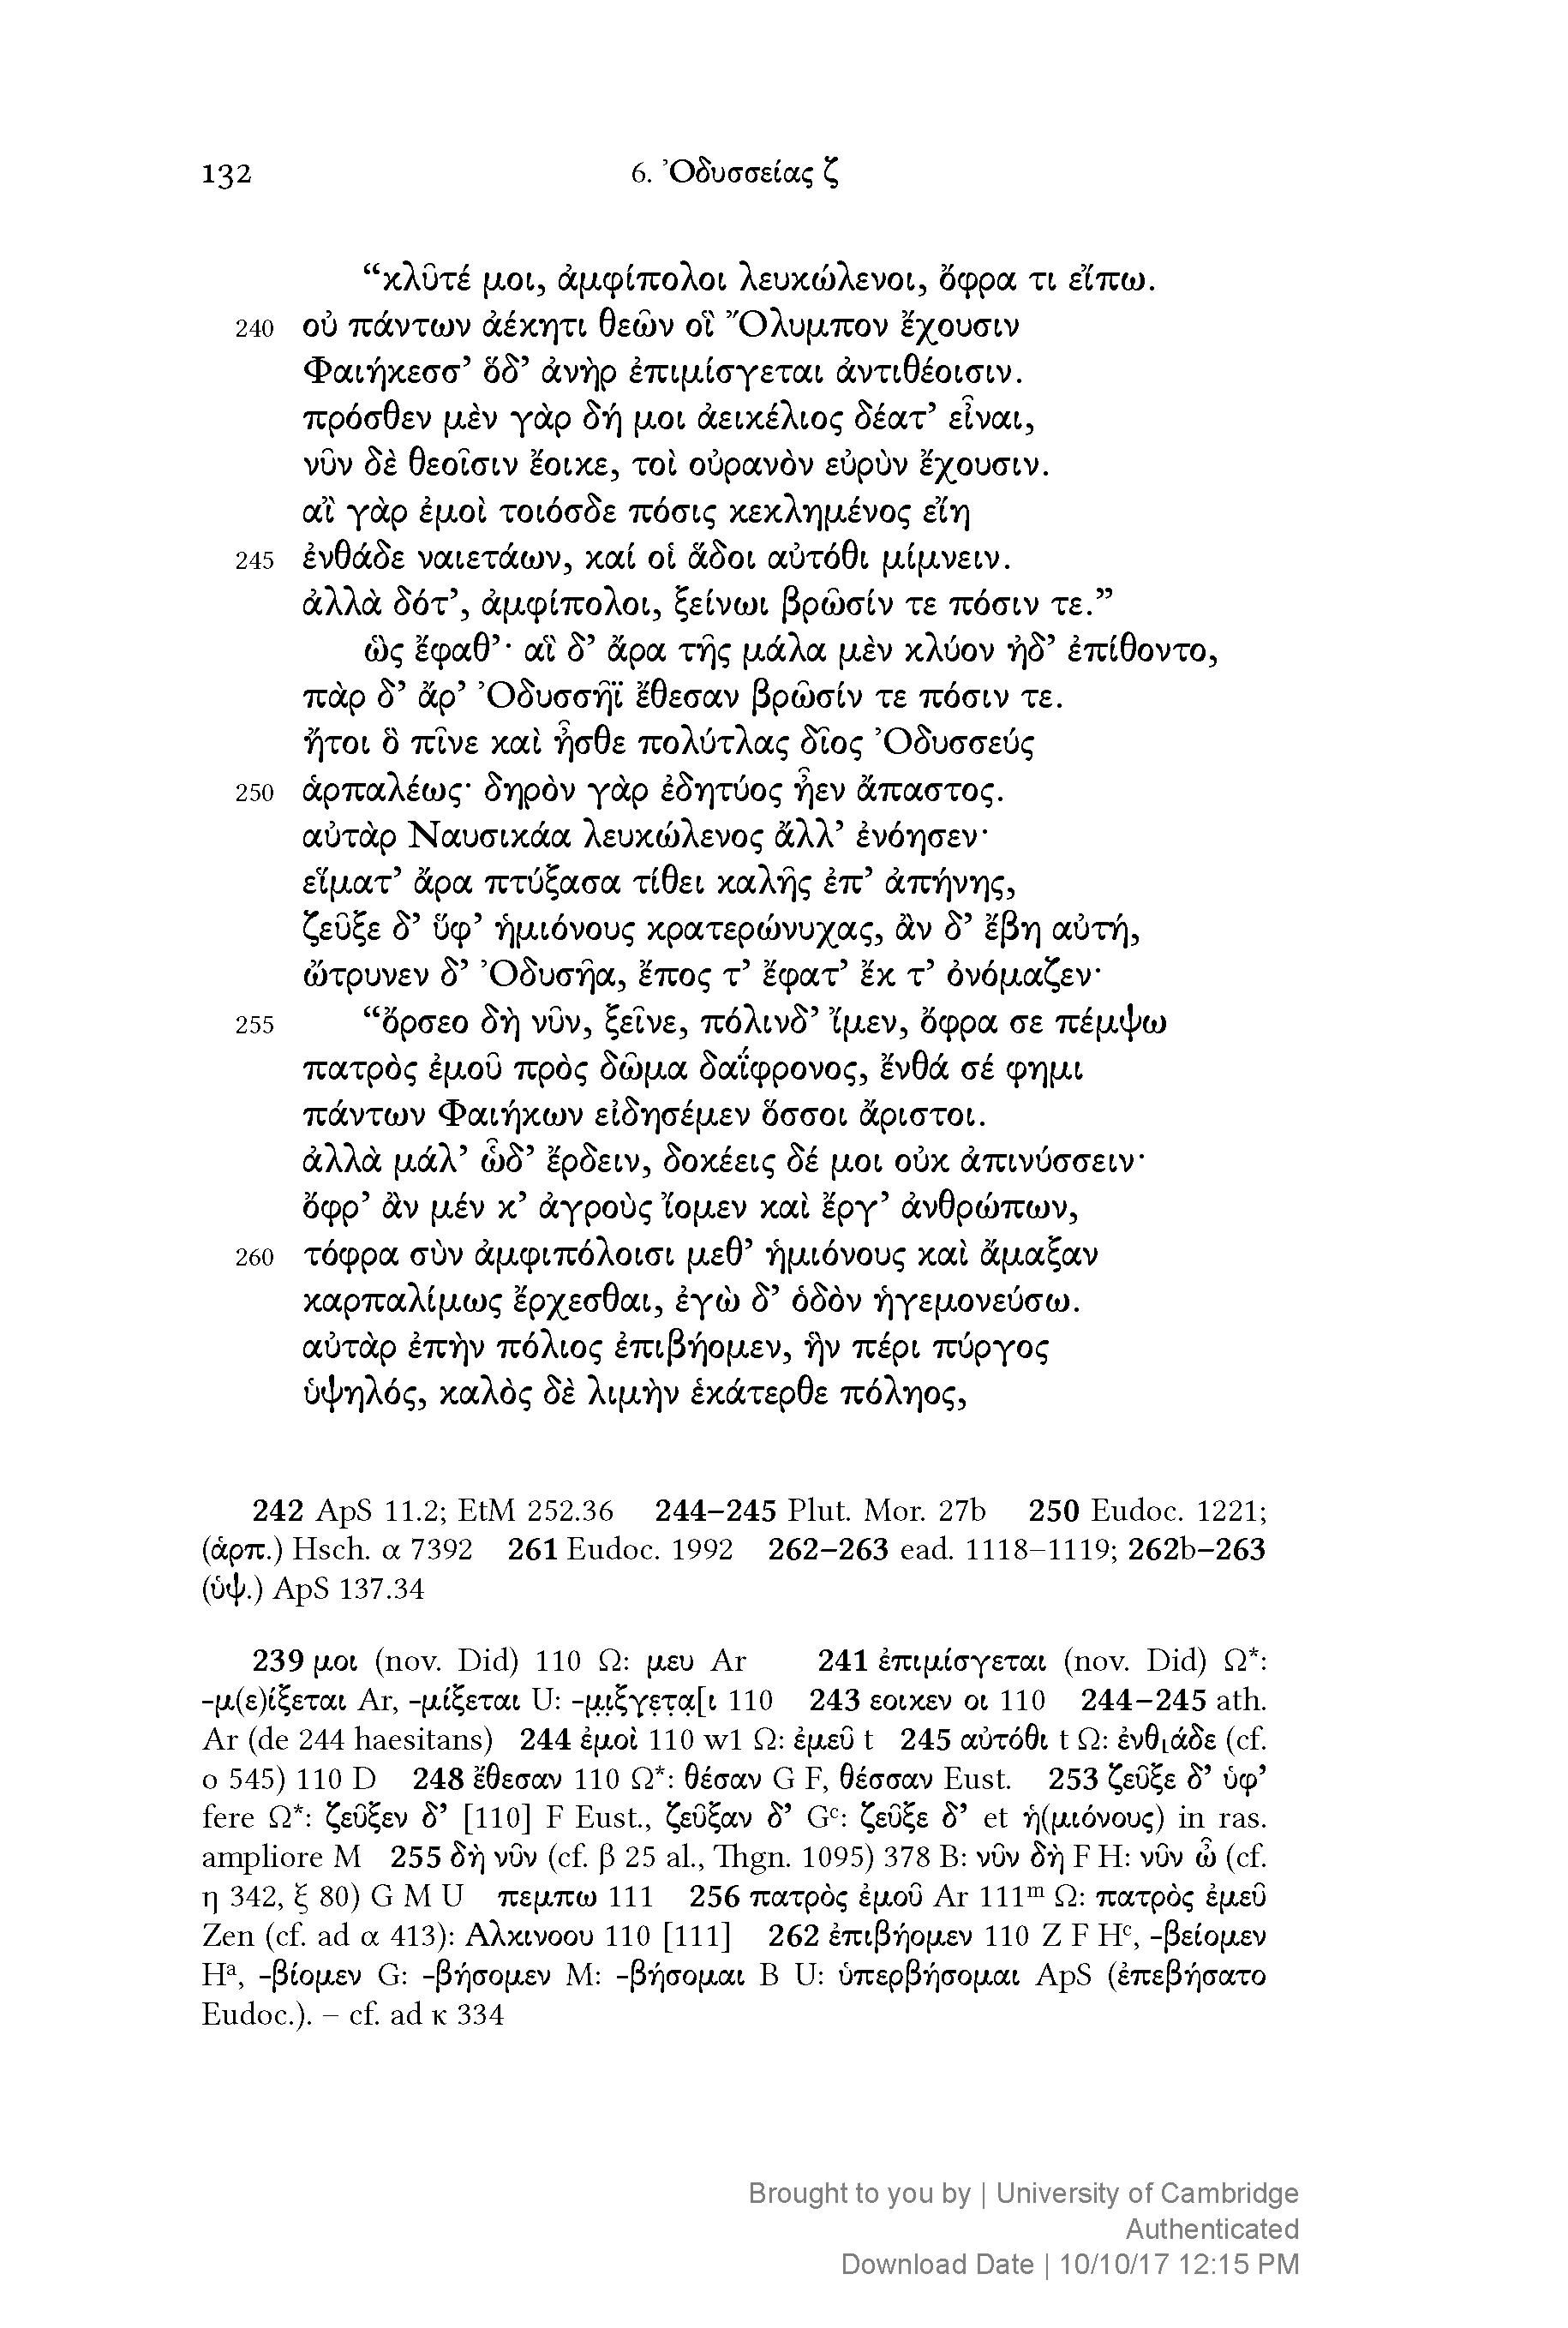 132
6. Ὀδυσσείας ζ
“κλῦτέ μοι, ἀμφίπολοι λευκώλενοι, ὄφρα τι εἴπω.
240 οὐ πάντων ἀέκητι θεῶν οἳ Ὄλυμπον ἔχουσιν
Φαιήκεσσ’ ὅδ’ ἀνὴρ ἐπιμίσγεται ἀντιθέοισιν.
πρόσθεν μὲν γὰρ δή μοι ἀεικέλιος δέατ’ εἶναι,
νῦν δὲ θεοῖσιν ἔοικε, τοὶ οὐρανὸν εὐρὺν ἔχουσιν.
αἲ γὰρ ἐμοὶ τοιόσδε πόσις κεκλημένος εἴη
245 ἐνθάδε ναιετάων, καί οἱ ἅδοι αὐτόθι μίμνειν.
ἀλλὰ δότ’, ἀμφίπολοι, ξείνωι βρῶσίν τε πόσιν τε.”
ὣς ἔφαθ’· αἳ δ’ ἄρα τῆς μάλα μὲν κλύον ἠδ’ ἐπίθοντο,
πὰρ δ’ ἄρ’ Ὀδυσσῆϊ ἔθεσαν βρῶσίν τε πόσιν τε.
ἤτοι ὃ πῖνε καὶ ἦσθε πολύτλας δῖος Ὀδυσσεύς
250 ἁρπαλέως· δηρὸν γὰρ ἐδητύος ἦεν ἄπαστος.
αὐτὰρ Ναυσικάα λευκώλενος ἄλλ’ ἐνόησεν·
εἵματ’ ἄρα πτύξασα τίθει καλῆς ἐπ’ ἀπήνης,
ζεῦξε δ’ ὕφ’ ἡμιόνους κρατερώνυχας, ἂν δ’ ἔβη αὐτή,
ὤτρυνεν δ’ Ὀδυσῆα, ἔπος τ’ ἔφατ’ ἔκ τ’ ὀνόμαζεν·
255 “ὄρσεο δὴ νῦν, ξεῖνε, πόλινδ’ ἴμεν, ὄφρα σε πέμψω
πατρὸς ἐμοῦ πρὸς δῶμα δαΐφρονος, ἔνθά σέ φημι
πάντων Φαιήκων εἰδησέμεν ὅσσοι ἄριστοι.
ἀλλὰ μάλ’ ὧδ’ ἔρδειν, δοκέεις δέ μοι οὐκ ἀπινύσσειν·
ὄφρ’ ἂν μέν κ’ ἀγροὺς ἴομεν καὶ ἔργ’ ἀνθρώπων,
260 τόφρα σὺν ἀμφιπόλοισι μεθ’ ἡμιόνους καὶ ἄμαξαν
καρπαλίμως ἔρχεσθαι, ἐγὼ δ’ ὁδὸν ἡγεμονεύσω.
αὐτὰρ ἐπὴν πόλιος ἐπιβήομεν, ἣν πέρι πύργος
ὑψηλός, καλὸς δὲ λιμὴν ἑκάτερθε πόληος,
242 ApS 11.2; EtM 252.36 244–245 Plut. Mor. 27b 250 Eudoc. 1221;
(ἁρπ.) Hsch. α 7392 261 Eudoc. 1992 262–263 ead. 1118–1119; 262b–263
(ὑψ.) ApS 137.34
239 μοι (nov. Did) 110 Ω: μευ Ar 241 ἐπιμίσγεται (nov. Did) Ω*:
-μ(ε)ίξεται Ar, -μίξεται U: -μ̣ι̣ξγε̣τ̣α̣[ι 110 243 εοικεν οι 110 244–245 ath.
Ar (de 244 haesitans) 244 ἐμοὶ 110 w1 Ω: ἐμεῦ t 245 αὐτόθι t Ω: ἐνθ⌊άδε (cf.
ο 545) 110 D 248 ἔθεσαν 110 Ω*: θέσαν G F, θέσσαν Eust. 253 ζεῦξε δ’ ὑφ’
fere Ω*: ζεῦξεν δ’ [110] F Eust., ζεῦξαν δ’ Gᶜ: ζεῦξε δ’ et ἡ(μιόνους) in ras.
ampliore M 255 δὴ νῦν (cf. β 25 al., Thgn. 1095) 378 B: νῦν δὴ F H: νῦν ὦ (cf.
η 342, ξ 80) G M U πεμπω 111 256 πατρὸς ἐμοῦ Ar 111ᵐ Ω: πατρὸς ἐμεῦ
Zen (cf. ad α 413): Αλκινοου 110 [111] 262 ἐπιβήομεν 110 Z F Hᶜ, -βείομεν
Hᵃ, -βίομεν G: -βήσομεν M: -βήσομαι B U: ὑπερβήσομαι ApS (ἐπεβήσατο
Eudoc.). – cf. ad κ 334
Brought to you by | University of Cambridge
Authenticated
Download Date | 10/10/17 12:15 PM